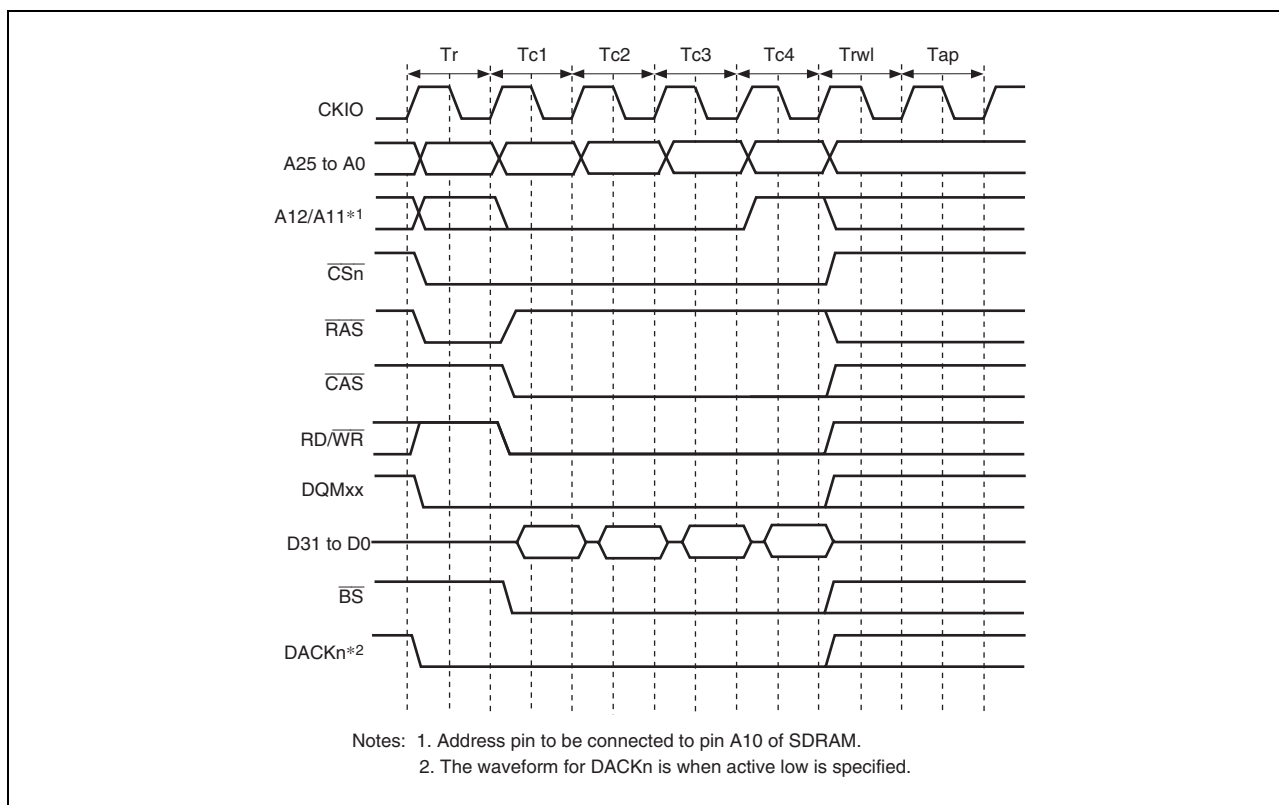 Tr Tc1 Tc2 Tc3 Tc4 Trwl Tap
CKIO
A25 to A0
A12/A11*1
CSn
RAS
CAS
RD/WR
DQMxx
D31 to D0
BS
DACKn*2
Notes: 1. Address pin to be connected to pin A10 of SDRAM.
2. The waveform for DACKn is when active low is specified.